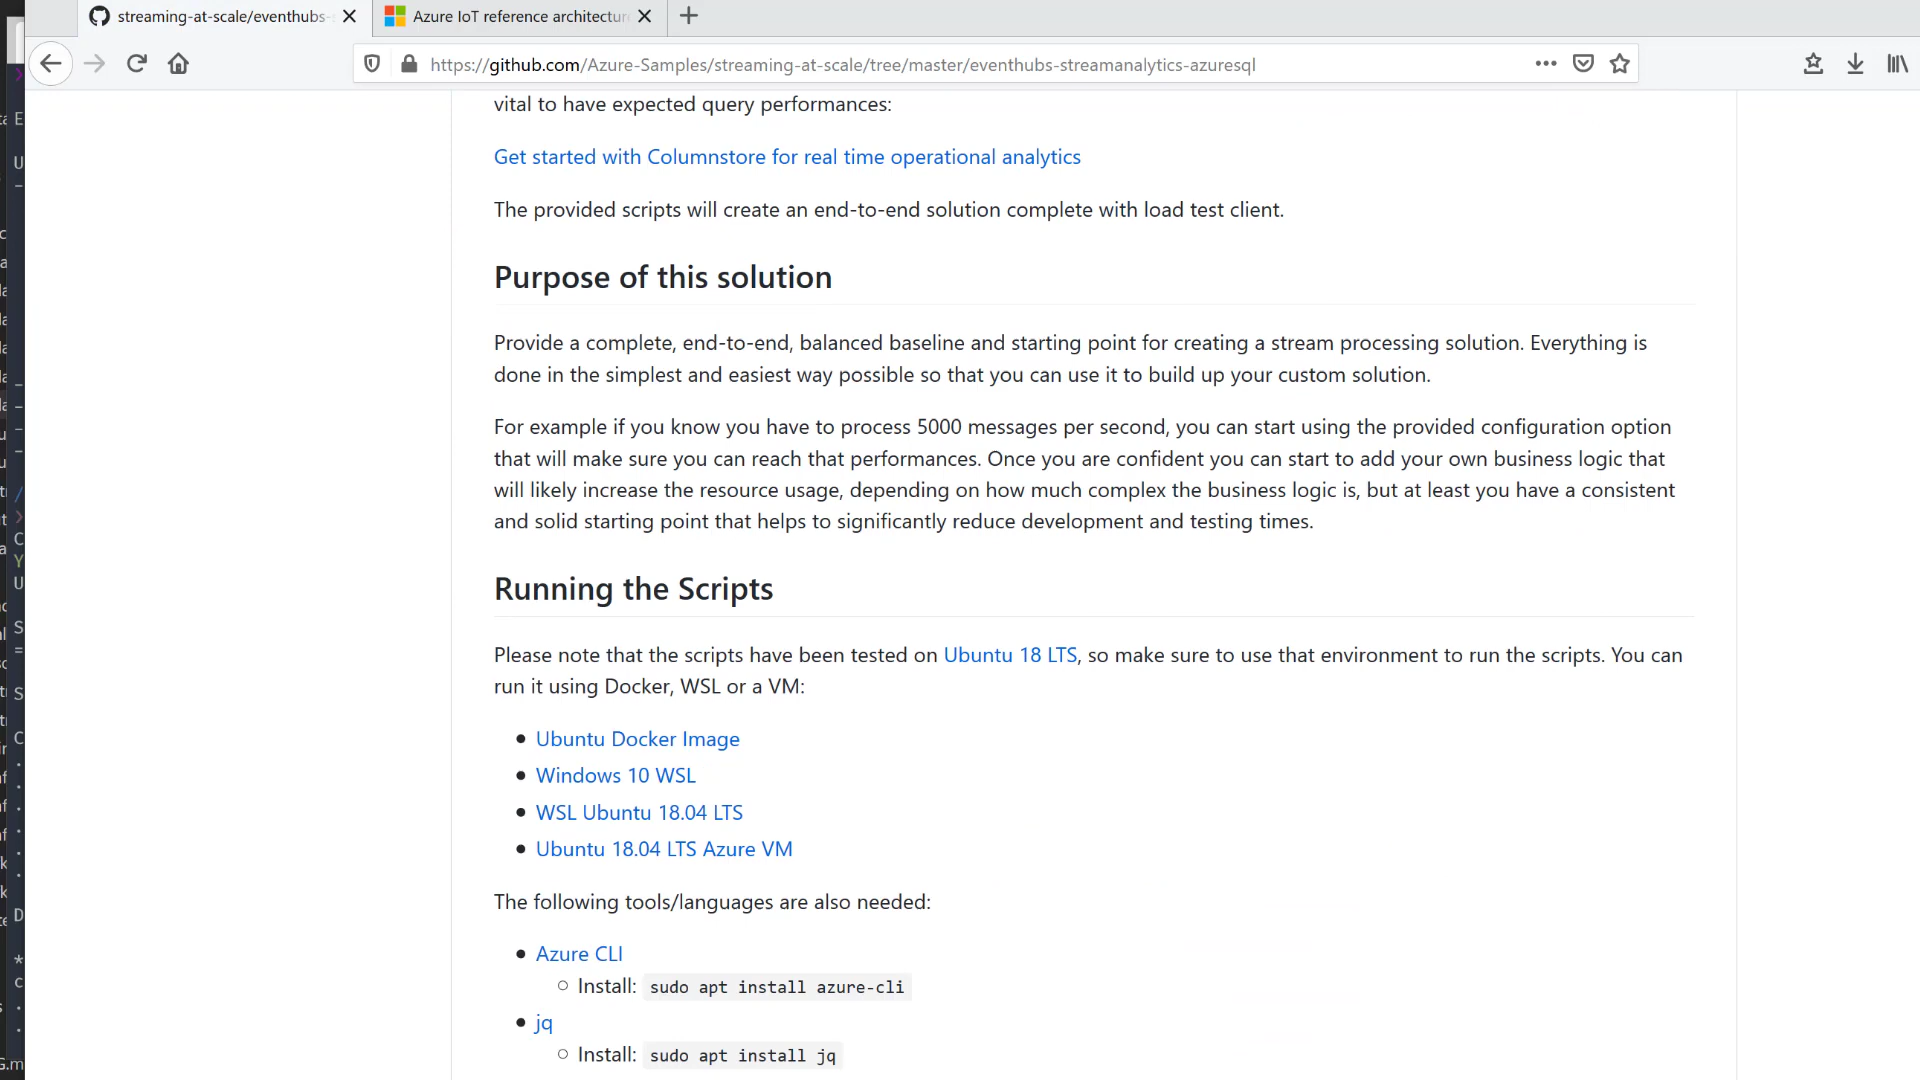 streaming-at-scale/eventhubs-
Azure IoT reference architectur
https://github.com/Azure-Samples/streaming-at-scale/tree/master/eventhubs-streamanalytics-azuresql
vital to have expected query performances:
Get started with Columnstore for real time operational analytics
The provided scripts will create an end-to-end solution complete with load test client.
Purpose of this solution
Provide a complete, end-to-end, balanced baseline and starting point for creating a stream processing solution. Everything is
done in the simplest and easiest way possible so that you can use it to build up your custom solution.
For example if you know you have to process 5000 messages per second, you can start using the provided configuration option
that will make sure you can reach that performances. Once you are confident you can start to add your own business logic that
will likely increase the resource usage, depending on how much complex the business logic is, but at least you have a consistent
and solid starting point that helps to significantly reduce development and testing times.
Running the Scripts
Please note that the scripts have been tested on Ubuntu 18 LTS, so make sure to use that environment to run the scripts. You can
run it using Docker, WSL or a VM:
Ubuntu Docker Image
Windows 10 WSL
WSL Ubuntu 18.04 LTS
Ubuntu 18.04 LTS Azure VM
The following tools/languages are also needed:
Azure CLI
Install: sudo apt install azure-cli
jq
Install: sudo apt install jq